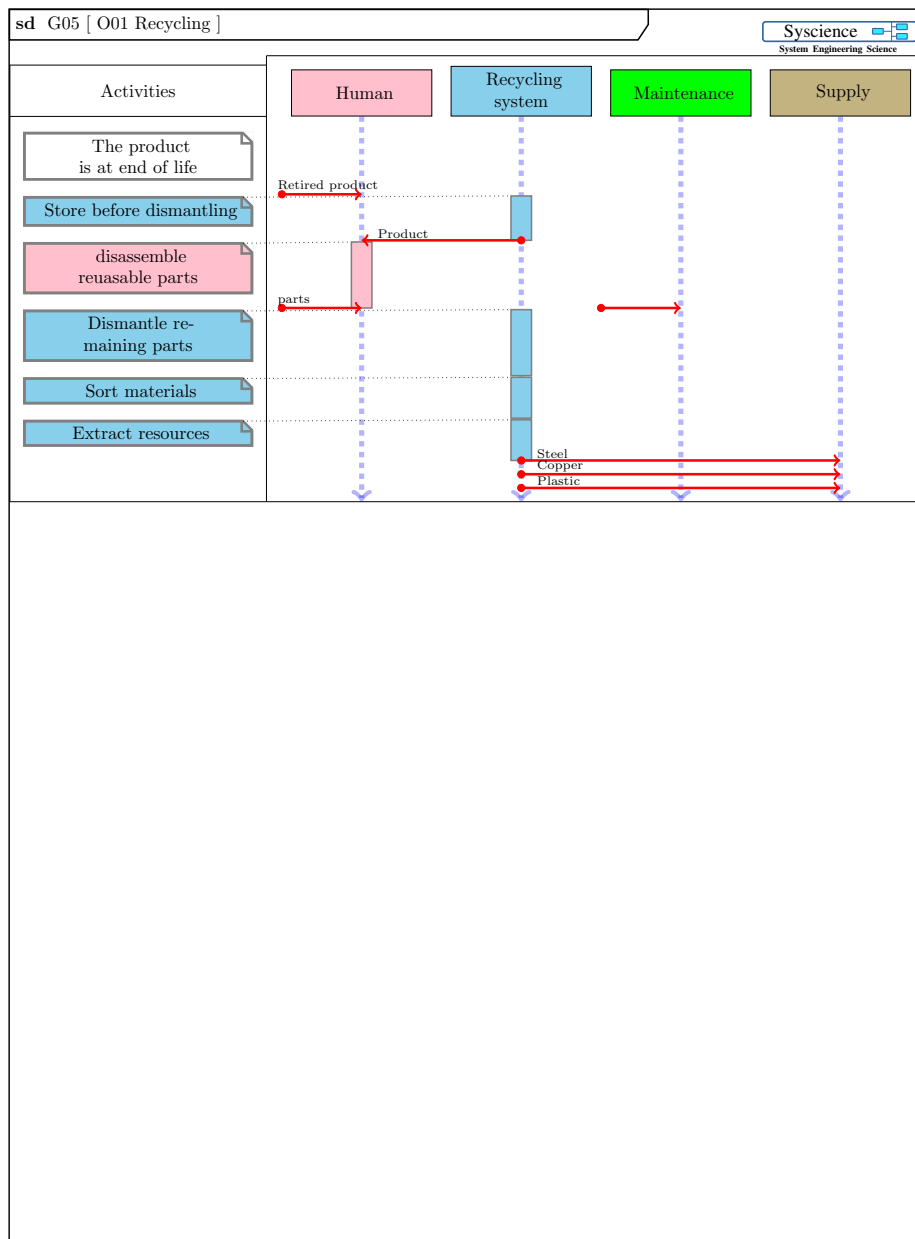 sd G05 [ O01 Recycling ]
Syscience
System Engineering Science
Activities
Human
Recycling
system
Maintenance
Supply
The product
is at end of life
Retired product
Store before dismantling
Product
disassemble
reuasable parts
parts
Dismantle re-
maining parts
Sort materials
Extract resources
Steel
Copper
Plastic